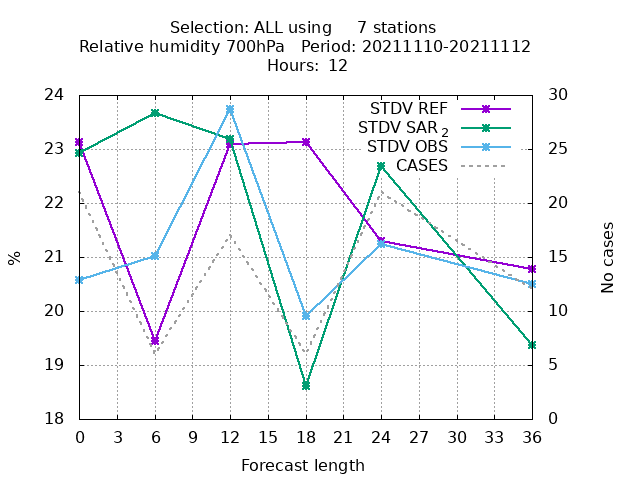 Selection: ALL using     7 stations
Relative humidity 700hPa   Period: 20211110-20211112
Hours: 12
24
23
22
21
20
19
18
%
30
25
20
15
10
5
0
No cases
STDV REF
STDV SAR2
STDV OBS
CASES
0 3 6 9 12 15 18 21 24 27 30 33 36
Forecast length